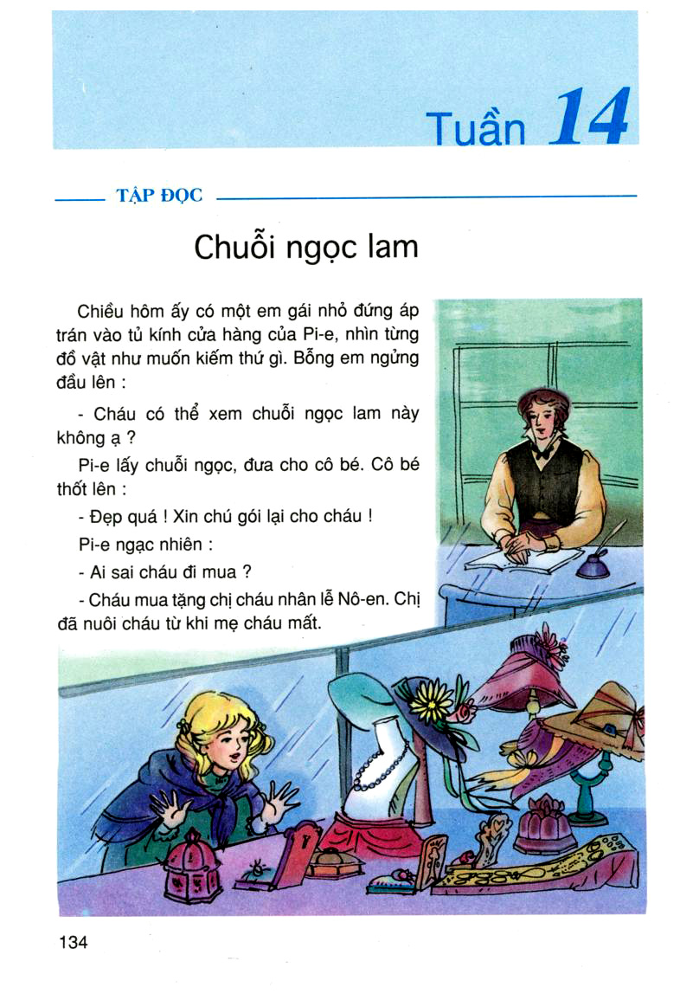 Tuần 14
TẬP ĐỌC
Chuỗi ngọc lam
Chiều hôm ấy có một em gái nhỏ đứng áp
trán vào tủ kính cửa hàng của Pi-e, nhìn từng
đồ vật như muốn kiếm thứ gì. Bỗng em ngửng
đầu lên :
- Cháu có thể xem chuỗi ngọc lam này
không ạ ?
Pi-e lấy chuỗi ngọc, đưa cho cô bé. Cô bé
thốt lên :
- Đẹp quá ! Xin chú gói lại cho cháu !
Pi-e ngạc nhiên :
- Ai sai cháu đi mua ?
- Cháu mua tặng chị cháu nhân lễ Nô-en. Chị
đã nuôi cháu từ khi mẹ cháu mất.
134